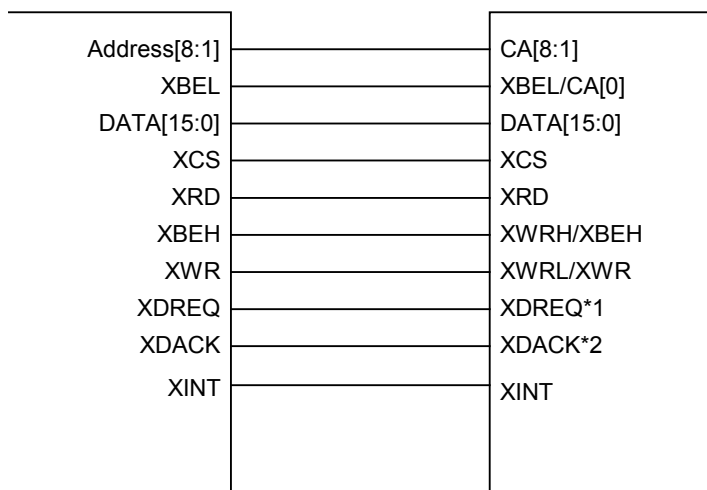 Address[8:1] CA[8:1]
XBEL XBEL/CA[0]
DATA[15:0] DATA[15:0]
XCS XCS
XRD XRD
XBEH XWRH/XBEH
XWR XWRL/XWR
XDREQ XDREQ*1
XDACK XDACK*2
XINT XINT